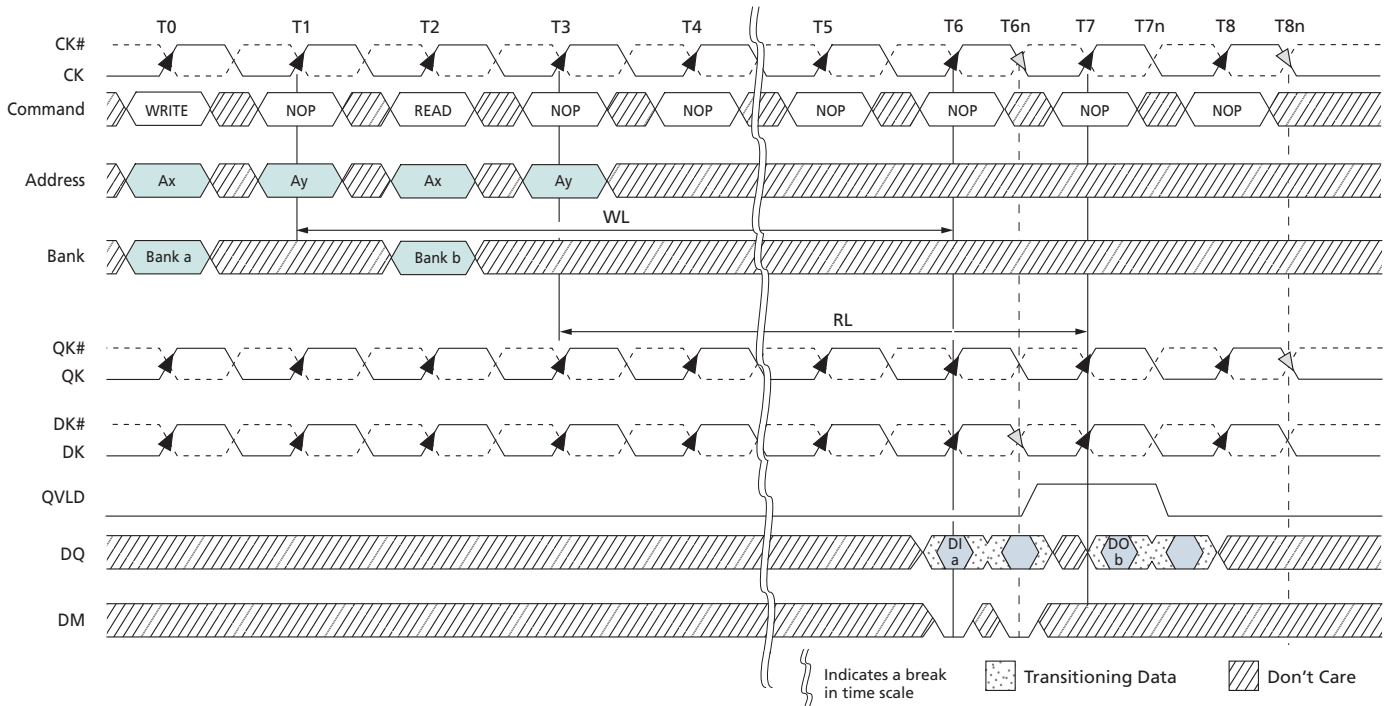 T0 T1 T2 T3 T4 T5 T6 T6n T7 T7n T8 T8n
CK#
CK
Command WRITE NOP READ NOP NOP NOP NOP NOP NOP
Address Ax Ay Ax Ay
WL
Bank Bank a Bank b
RL
QK#
QK
DK#
DK
QVLD
DQ DI a DO b
DM
Indicates a break
in time scale
Transitioning Data
Don't Care